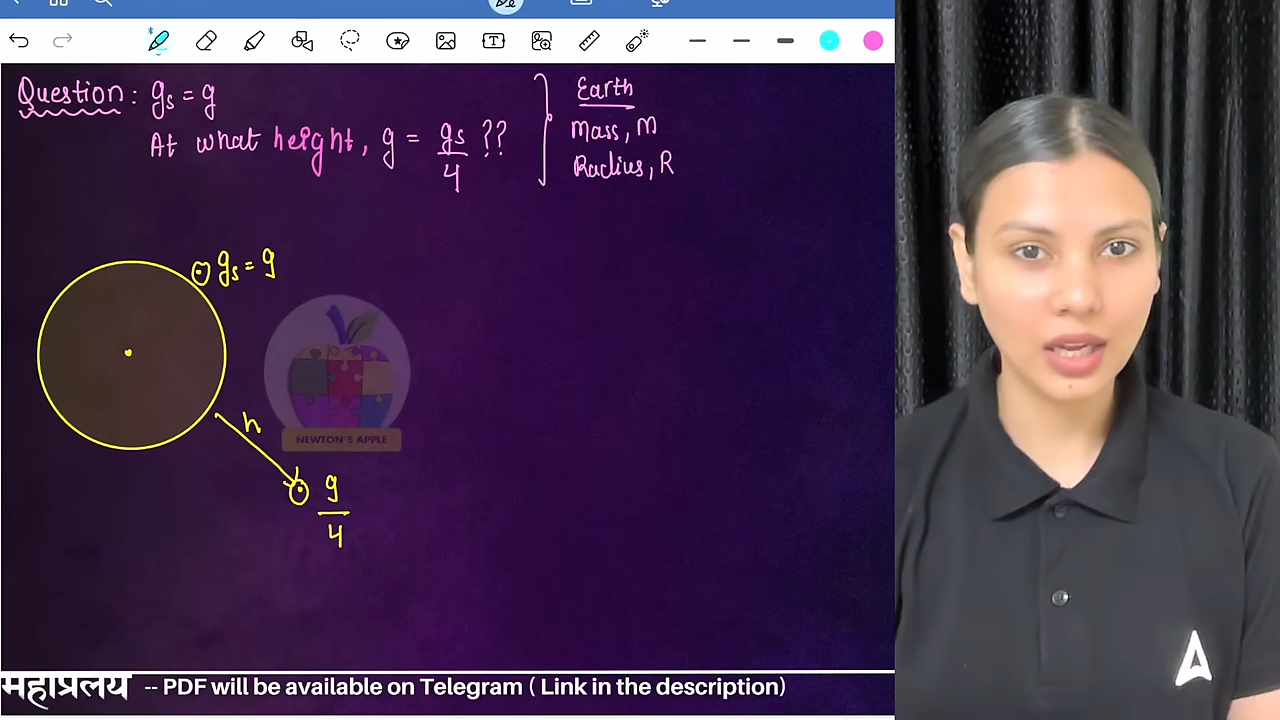 Question: gs = g
At what height, g = gs/4 ??
Earth
Mass, M
Radius, R
gs = g
h
g/4
NEWTON'S APPLE
महाप्रलय -- PDF will be available on Telegram ( Link in the description)